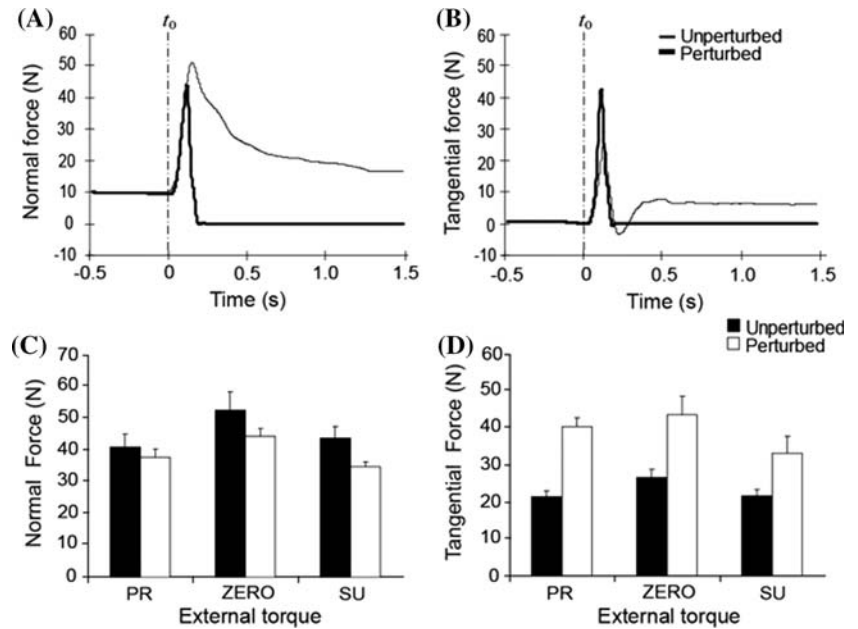 (A)
t₀
Normal force (N)
60
50
40
30
20
10
0
-10
-0.5
0
0.5
1.0
1.5
Time (s)
(B)
t₀
Unperturbed
Perturbed
Tangential force (N)
60
50
40
30
20
10
0
-10
-0.5
0
0.5
1.0
1.5
Time (s)
(C)
Normal Force (N)
70
60
50
40
30
20
10
0
PR
ZERO
SU
External torque
Unperturbed
Perturbed
(D)
Tangential Force (N)
60
50
40
30
20
10
0
PR
ZERO
SU
External torque